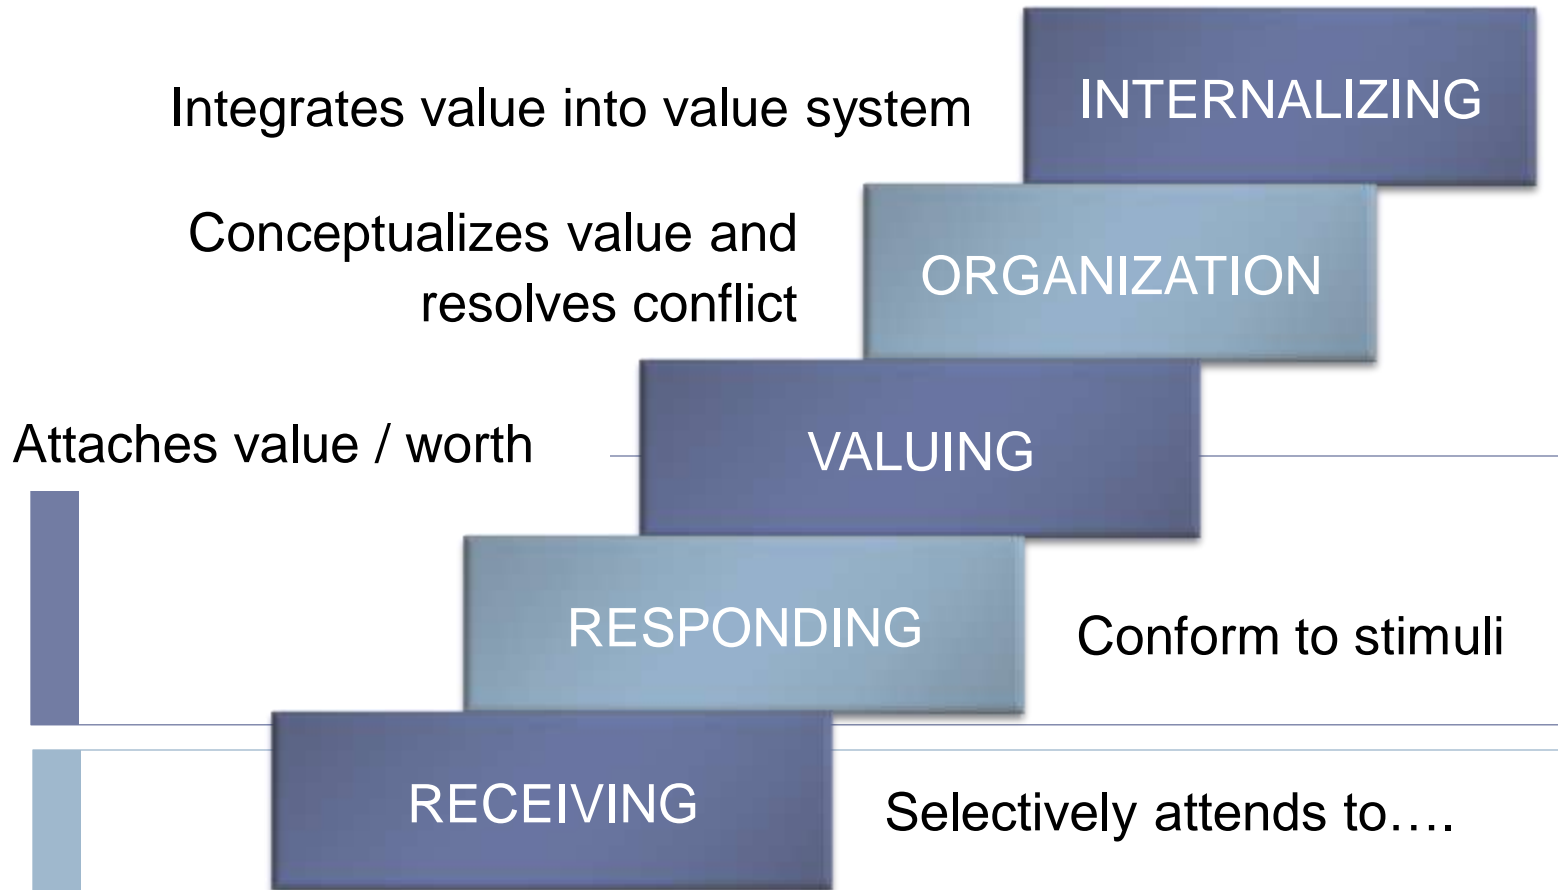 Integrates value into value system
INTERNALIZING
Conceptualizes value and
resolves conflict
ORGANIZATION
Attaches value / worth
VALUING
RESPONDING
Conform to stimuli
RECEIVING
Selectively attends to….